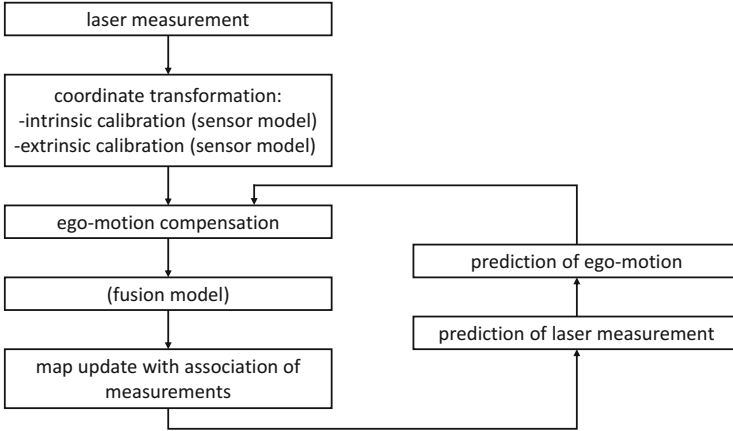 laser measurement
coordinate transformation:
-intrinsic calibration (sensor model)
-extrinsic calibration (sensor model)
ego-motion compensation
(fusion model)
map update with association of
measurements
prediction of ego-motion
prediction of laser measurement